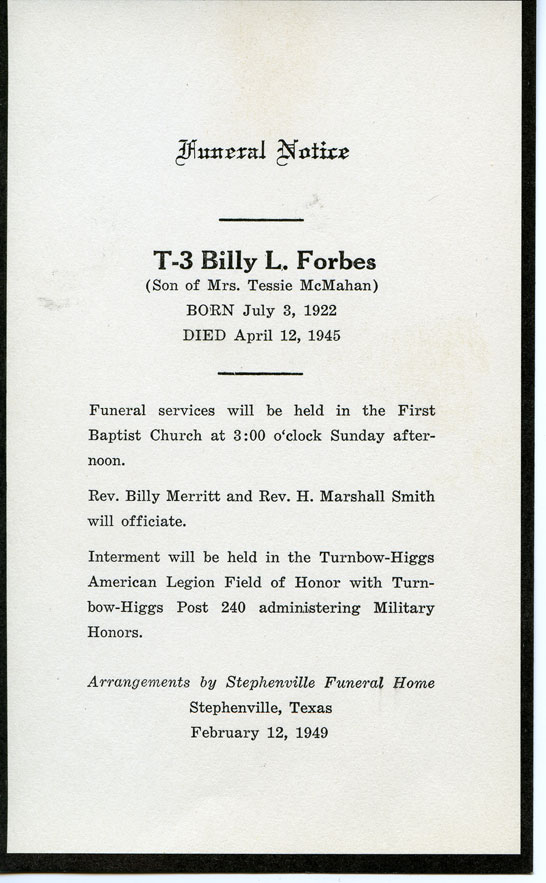 Funeral Notice
T-3 Billy L. Forbes
(Son of Mrs. Tessie McMahan)
BORN July 3, 1922
DIED April 12, 1945
Funeral services will be held in the First
Baptist Church at 3:00 o‘clock Sunday after-
noon.
Rev. Billy Merritt and Rev. H. Marshall Smith
will officiate.
Interment will be held in the Turnbow-Higgs
American Legion Field of Honor with Turn-
bow-Higgs Post 240 administering Military
Honors.
Arrangements by Stephenville Funeral Home
Stephenville, Texas
February 12, 1949